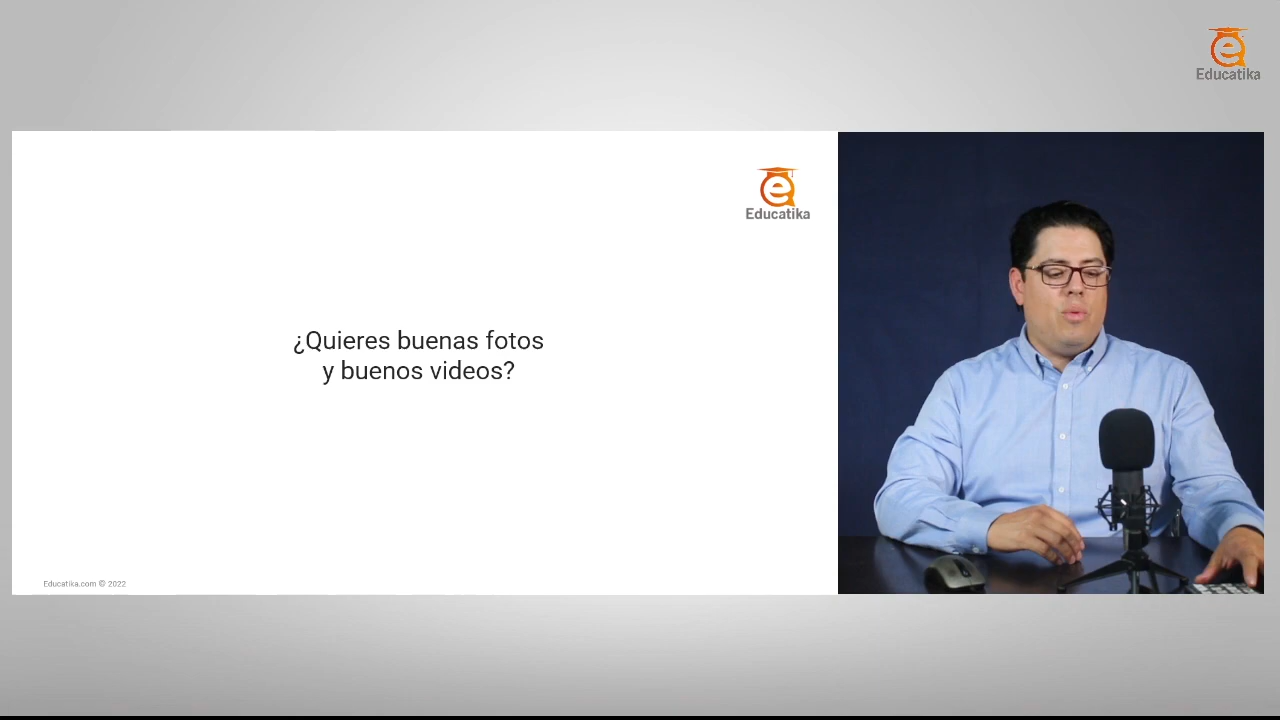 Educatika
Educatika
¿Quieres buenas fotos
y buenos videos?
Educatika.com © 2022